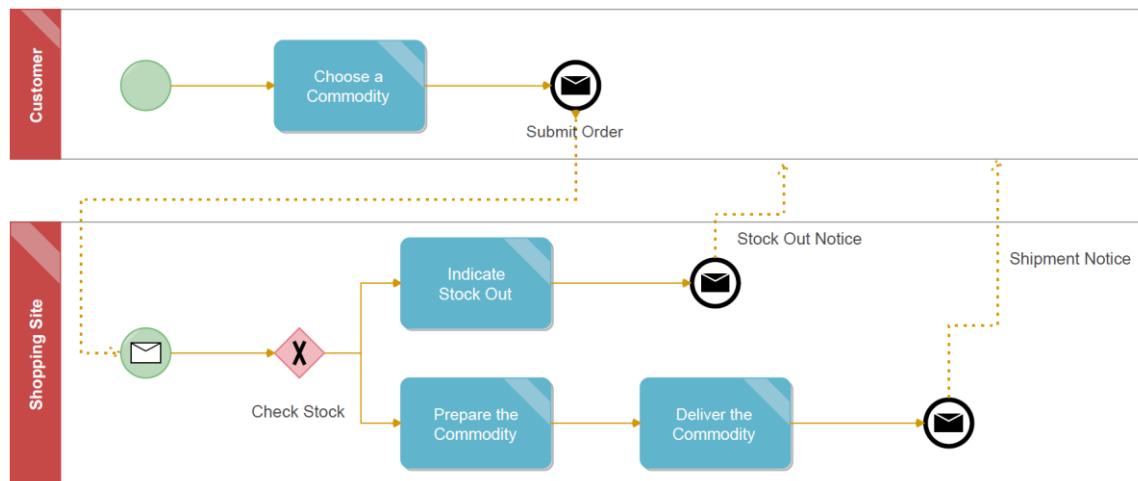 Customer
Choose a
Commodity
Submit Order
Shopping Site
Indicate
Stock Out
Stock Out Notice
Shipment Notice
X
Check Stock
Prepare the
Commodity
Deliver the
Commodity